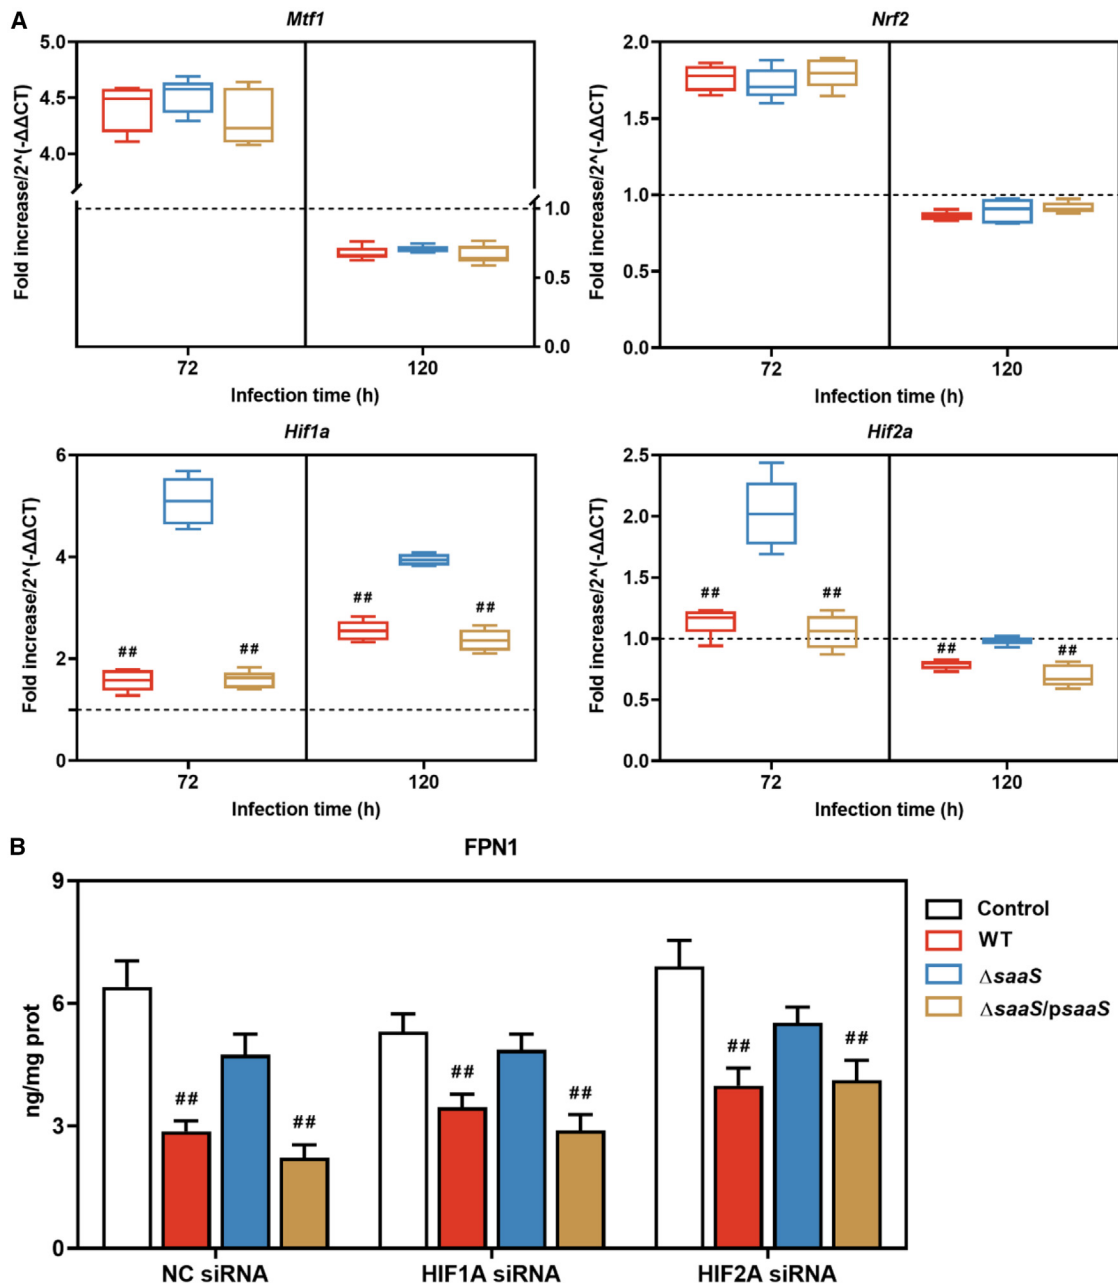 A
Mtf1
Fold increase/2^(-ΔΔCT)
5.0
4.5
4.0
1.0
0.5
0.0
72
120
Infection time (h)
Nrf2
Fold increase/2^(-ΔΔCT)
2.0
1.5
1.0
0.5
0.0
72
120
Infection time (h)
Hif1a
Fold increase/2^(-ΔΔCT)
6
4
2
0
##
##
##
##
72
120
Infection time (h)
Hif2a
Fold increase/2^(-ΔΔCT)
2.5
2.0
1.5
1.0
0.5
0.0
##
##
##
##
72
120
Infection time (h)
B
FPN1
ng/mg prot
9
6
3
0
##
##
##
##
##
##
NC siRNA
HIF1A siRNA
HIF2A siRNA
Control
WT
ΔsaaS
ΔsaaS/psaaS